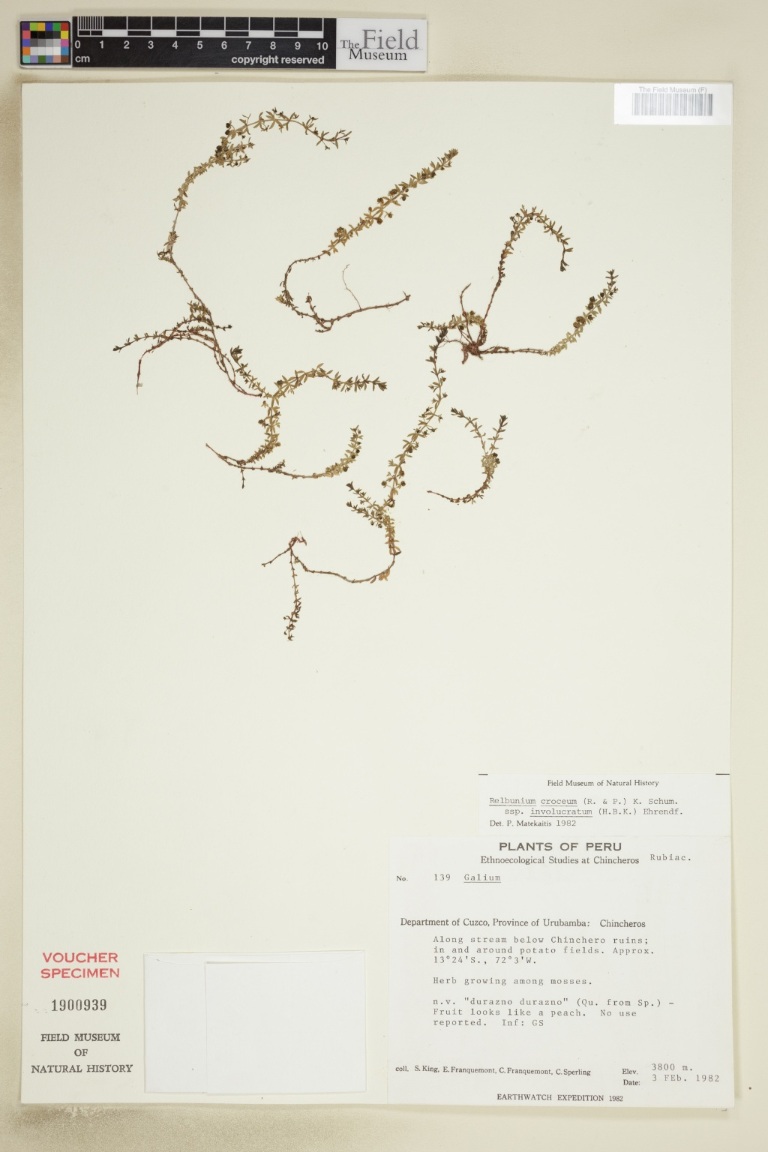 0 1 2 3 4 5 6 7 8 9 10
cm
copyright reserved
The Field
Museum
The Field Museum (F)
Field Museum of Natural History
Relbunium croceum (R. & P.) K. Schum.
ssp. involucratum (H.B.K.) Ehrendf.
Det. P. Matekaitis 1982
PLANTS OF PERU
Ethnoecological Studies at Chincheros Rubiac.
No. 139 Galium
Department of Cuzco, Province of Urubamba: Chincheros
Along stream below Chinchero ruins;
in and around potato fields. Approx.
13°24'S., 72°3'W.
Herb growing among mosses.
n.v. "durazno durazno" (Qu. from Sp.) -
Fruit looks like a peach. No use
reported. Inf: GS
coll. S. King, E. Franquemont, C. Franquemont, C. Sperling
Elev. 3800 m.
Date: 3 FEb. 1982
EARTHWATCH EXPEDITION 1982
VOUCHER
SPECIMEN
1900939
FIELD MUSEUM
OF
NATURAL HISTORY